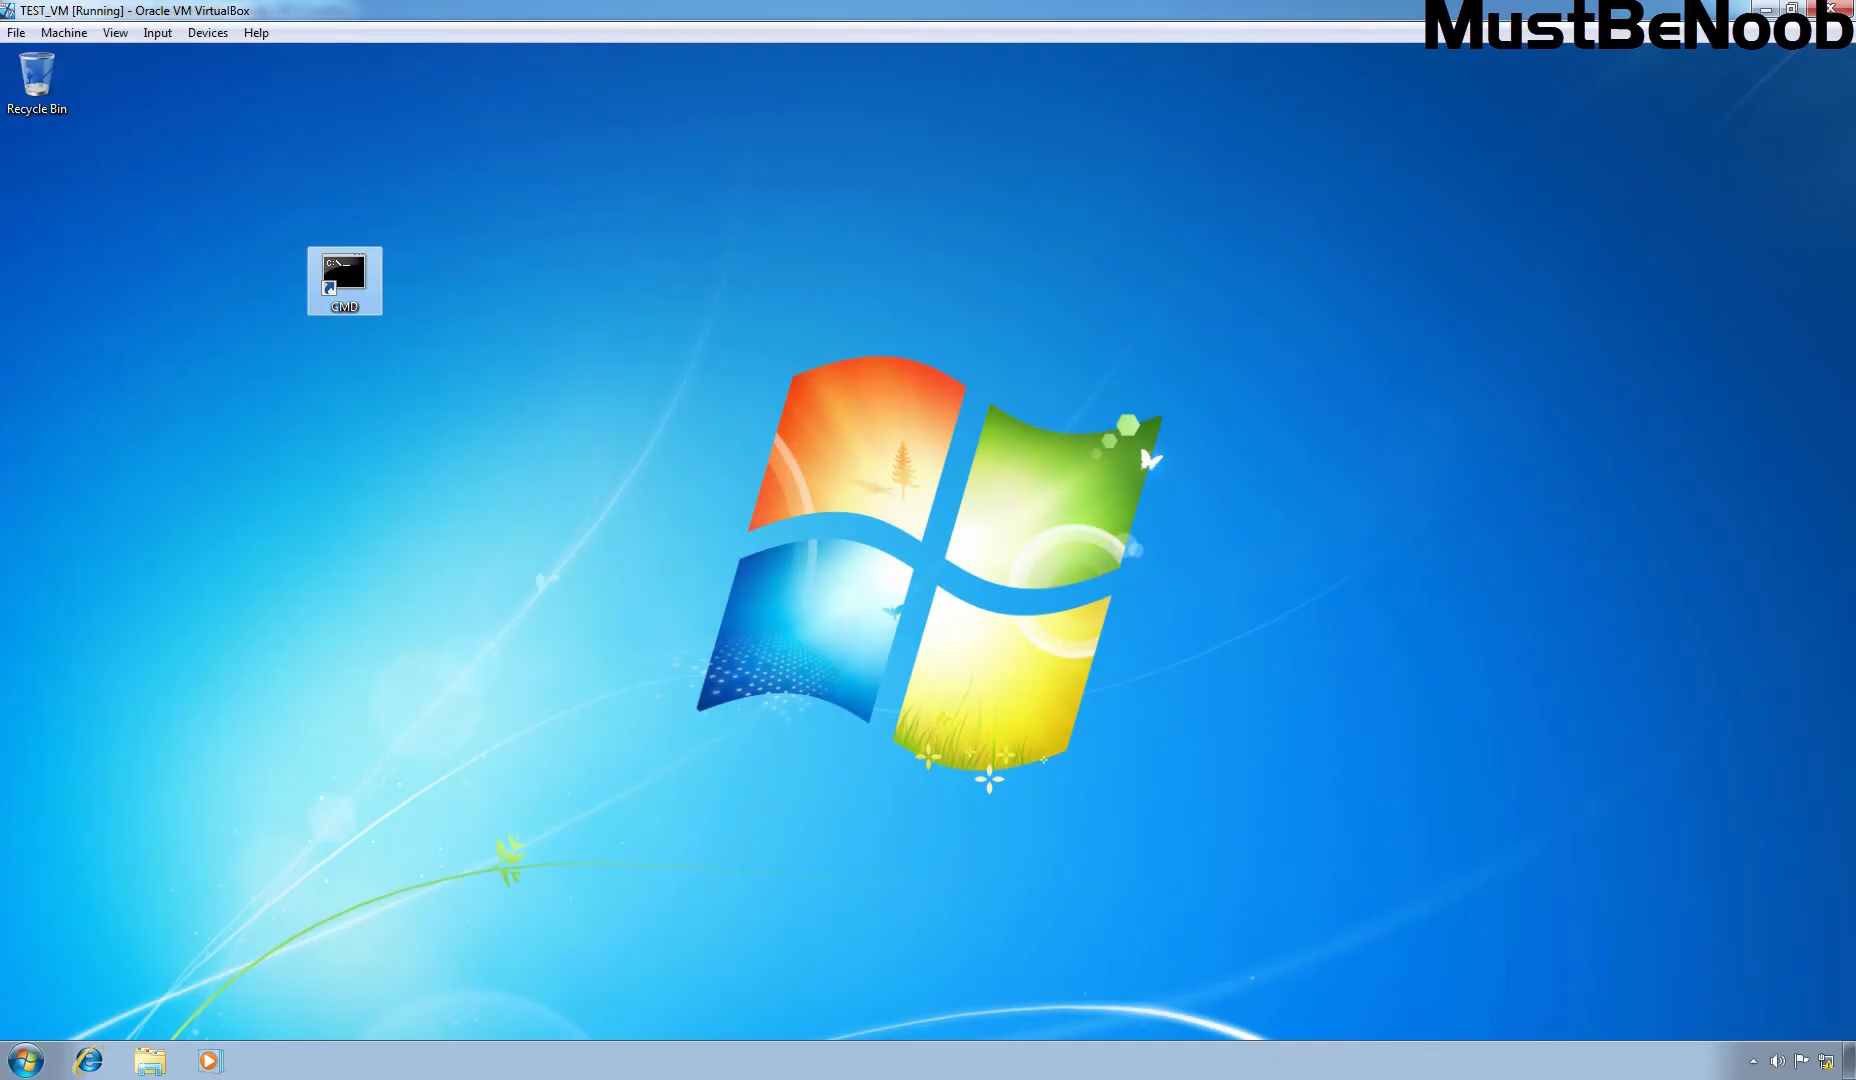 TEST_VM [Running] - Oracle VM VirtualBox
MustBeNoob
File Machine View Input Devices Help
Recycle Bin
C:\_
CMD